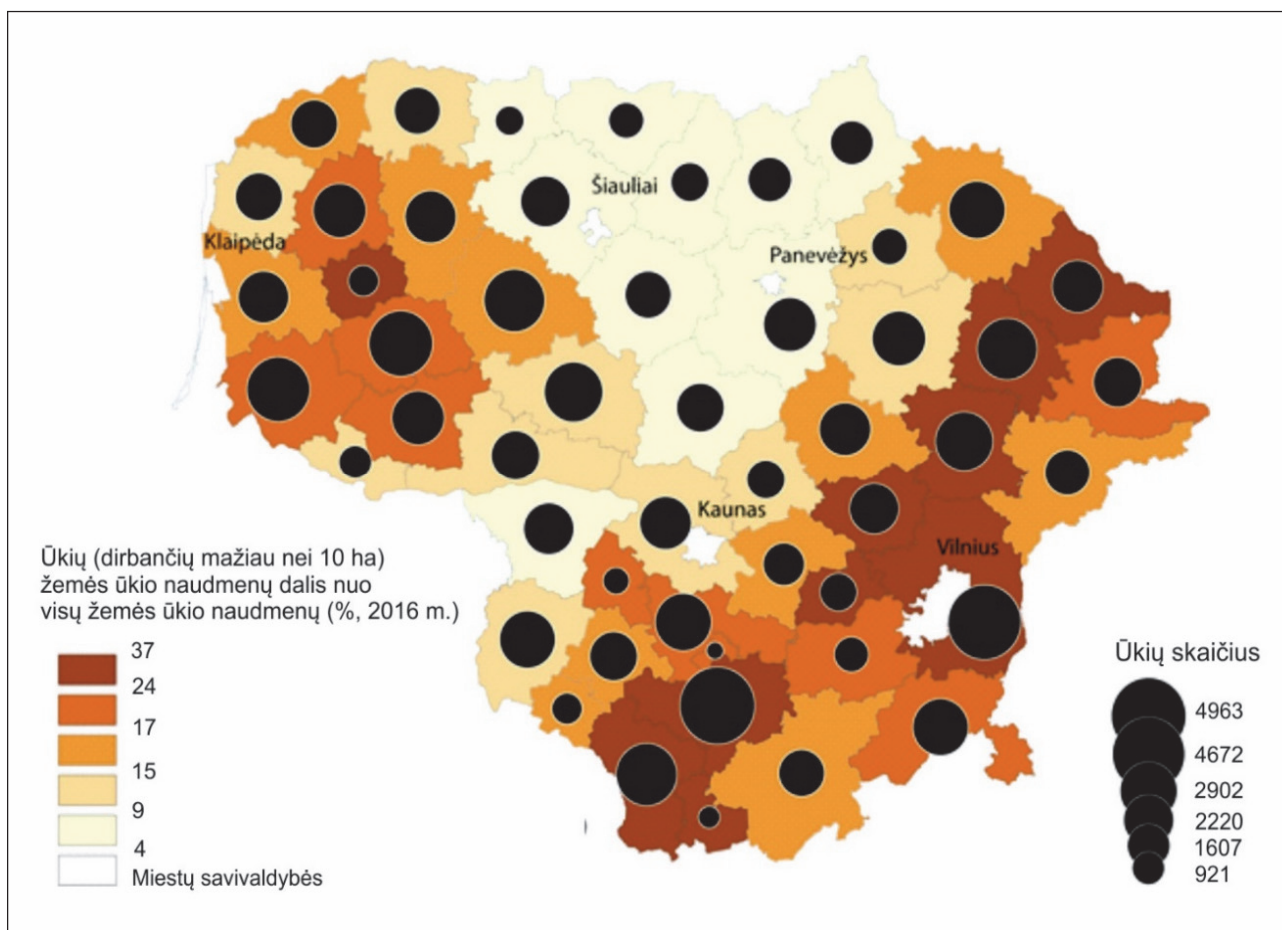 Šiauliai
Klaipėda
Panevėžys
Kaunas
Vilnius
Ūkių (dirbančių mažiau nei 10 ha)
žemės ūkio naudmenų dalis nuo
visų žemės ūkio naudmenų (%, 2016 m.)
37
24
17
15
9
4
Miestų savivaldybės
Ūkių skaičius
4963
4672
2902
2220
1607
921